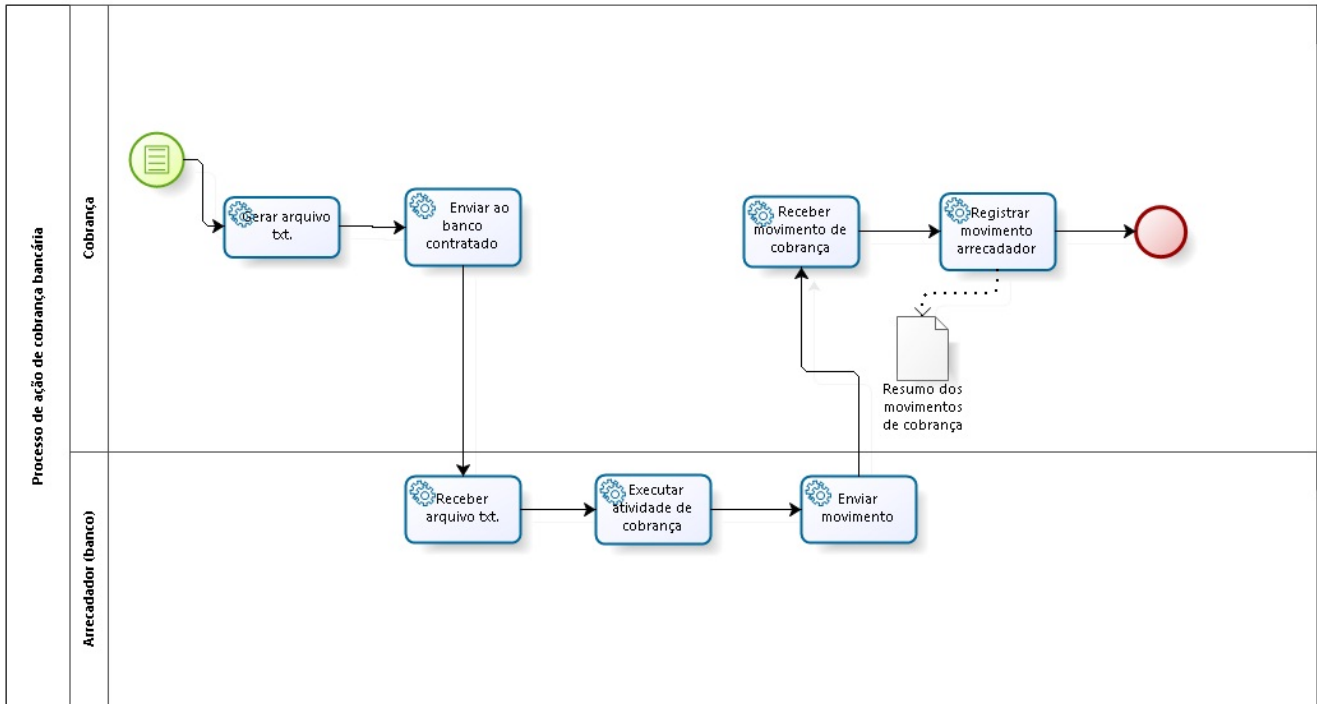 Processo de ação de cobrança bancária
Cobrança
Gerar arquivo
txt.
Enviar ao
banco
contratado
Receber
movimento de
cobrança
Registrar
movimento
arrecadador
Resumo dos
movimentos
de cobrança
Arrecadador (banco)
Receber
arquivo txt.
Executar
atividade de
cobrança
Enviar
movimento